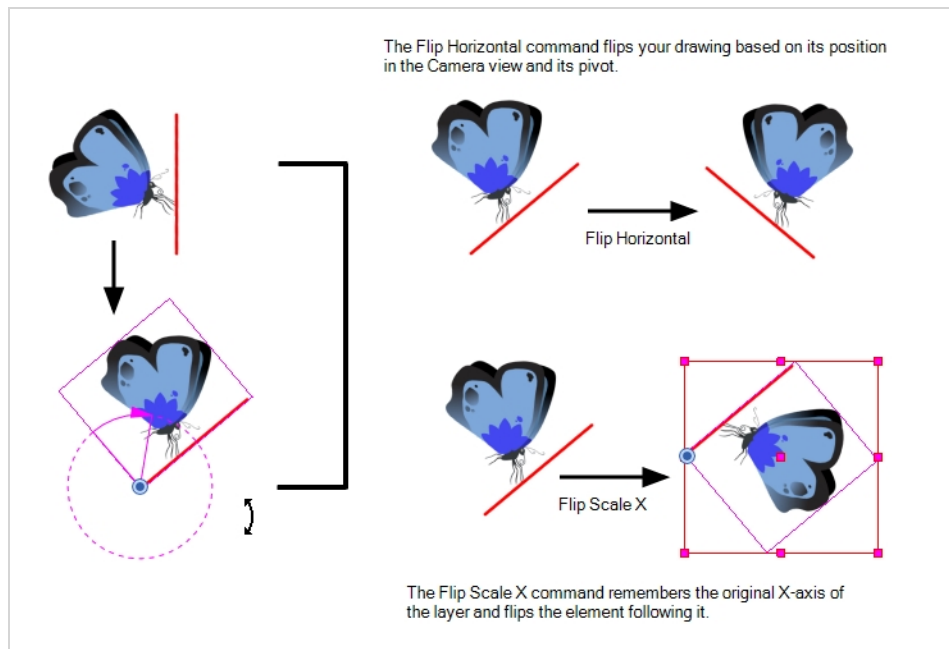 The Flip Horizontal command flips your drawing based on its position
in the Camera view and its pivot.
Flip Horizontal
Flip Scale X
The Flip Scale X command remembers the original X-axis of
the layer and flips the element following it.